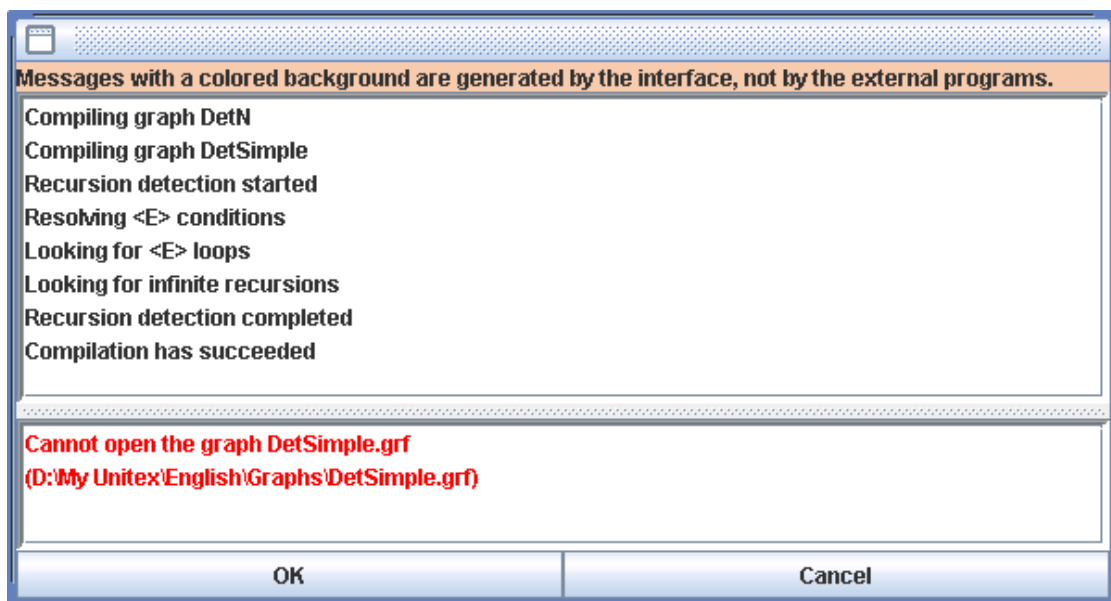 Messages with a colored background are generated by the interface, not by the external programs.
Compiling graph DetN
Compiling graph DetSimple
Recursion detection started
Resolving <E> conditions
Looking for <E> loops
Looking for infinite recursions
Recursion detection completed
Compilation has succeeded
Cannot open the graph DetSimple.grf
(D:\My Unitex\English\Graphs\DetSimple.grf)
OK
Cancel